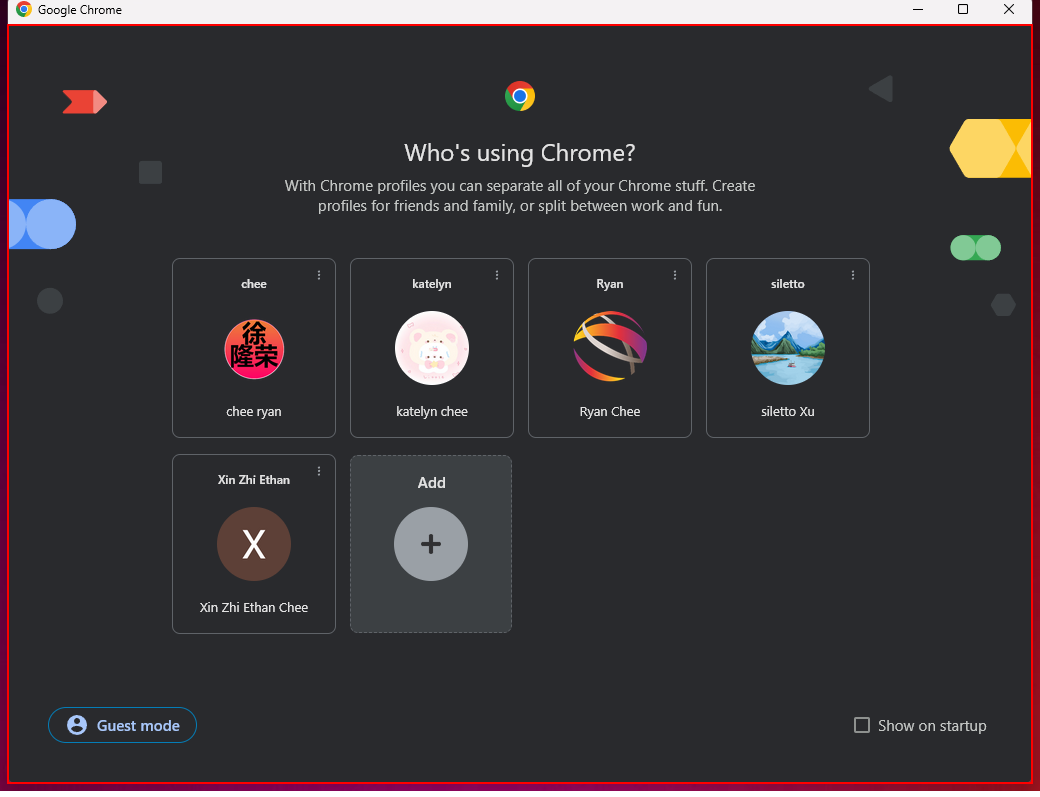 Google Chrome
Who's using Chrome?
With Chrome profiles you can separate all of your Chrome stuff. Create
profiles for friends and family, or split between work and fun.
chee
徐
隆荣
chee ryan
katelyn
katelyn chee
Ryan
Ryan Chee
siletto
siletto Xu
Xin Zhi Ethan
X
Xin Zhi Ethan Chee
Add
Guest mode
Show on startup